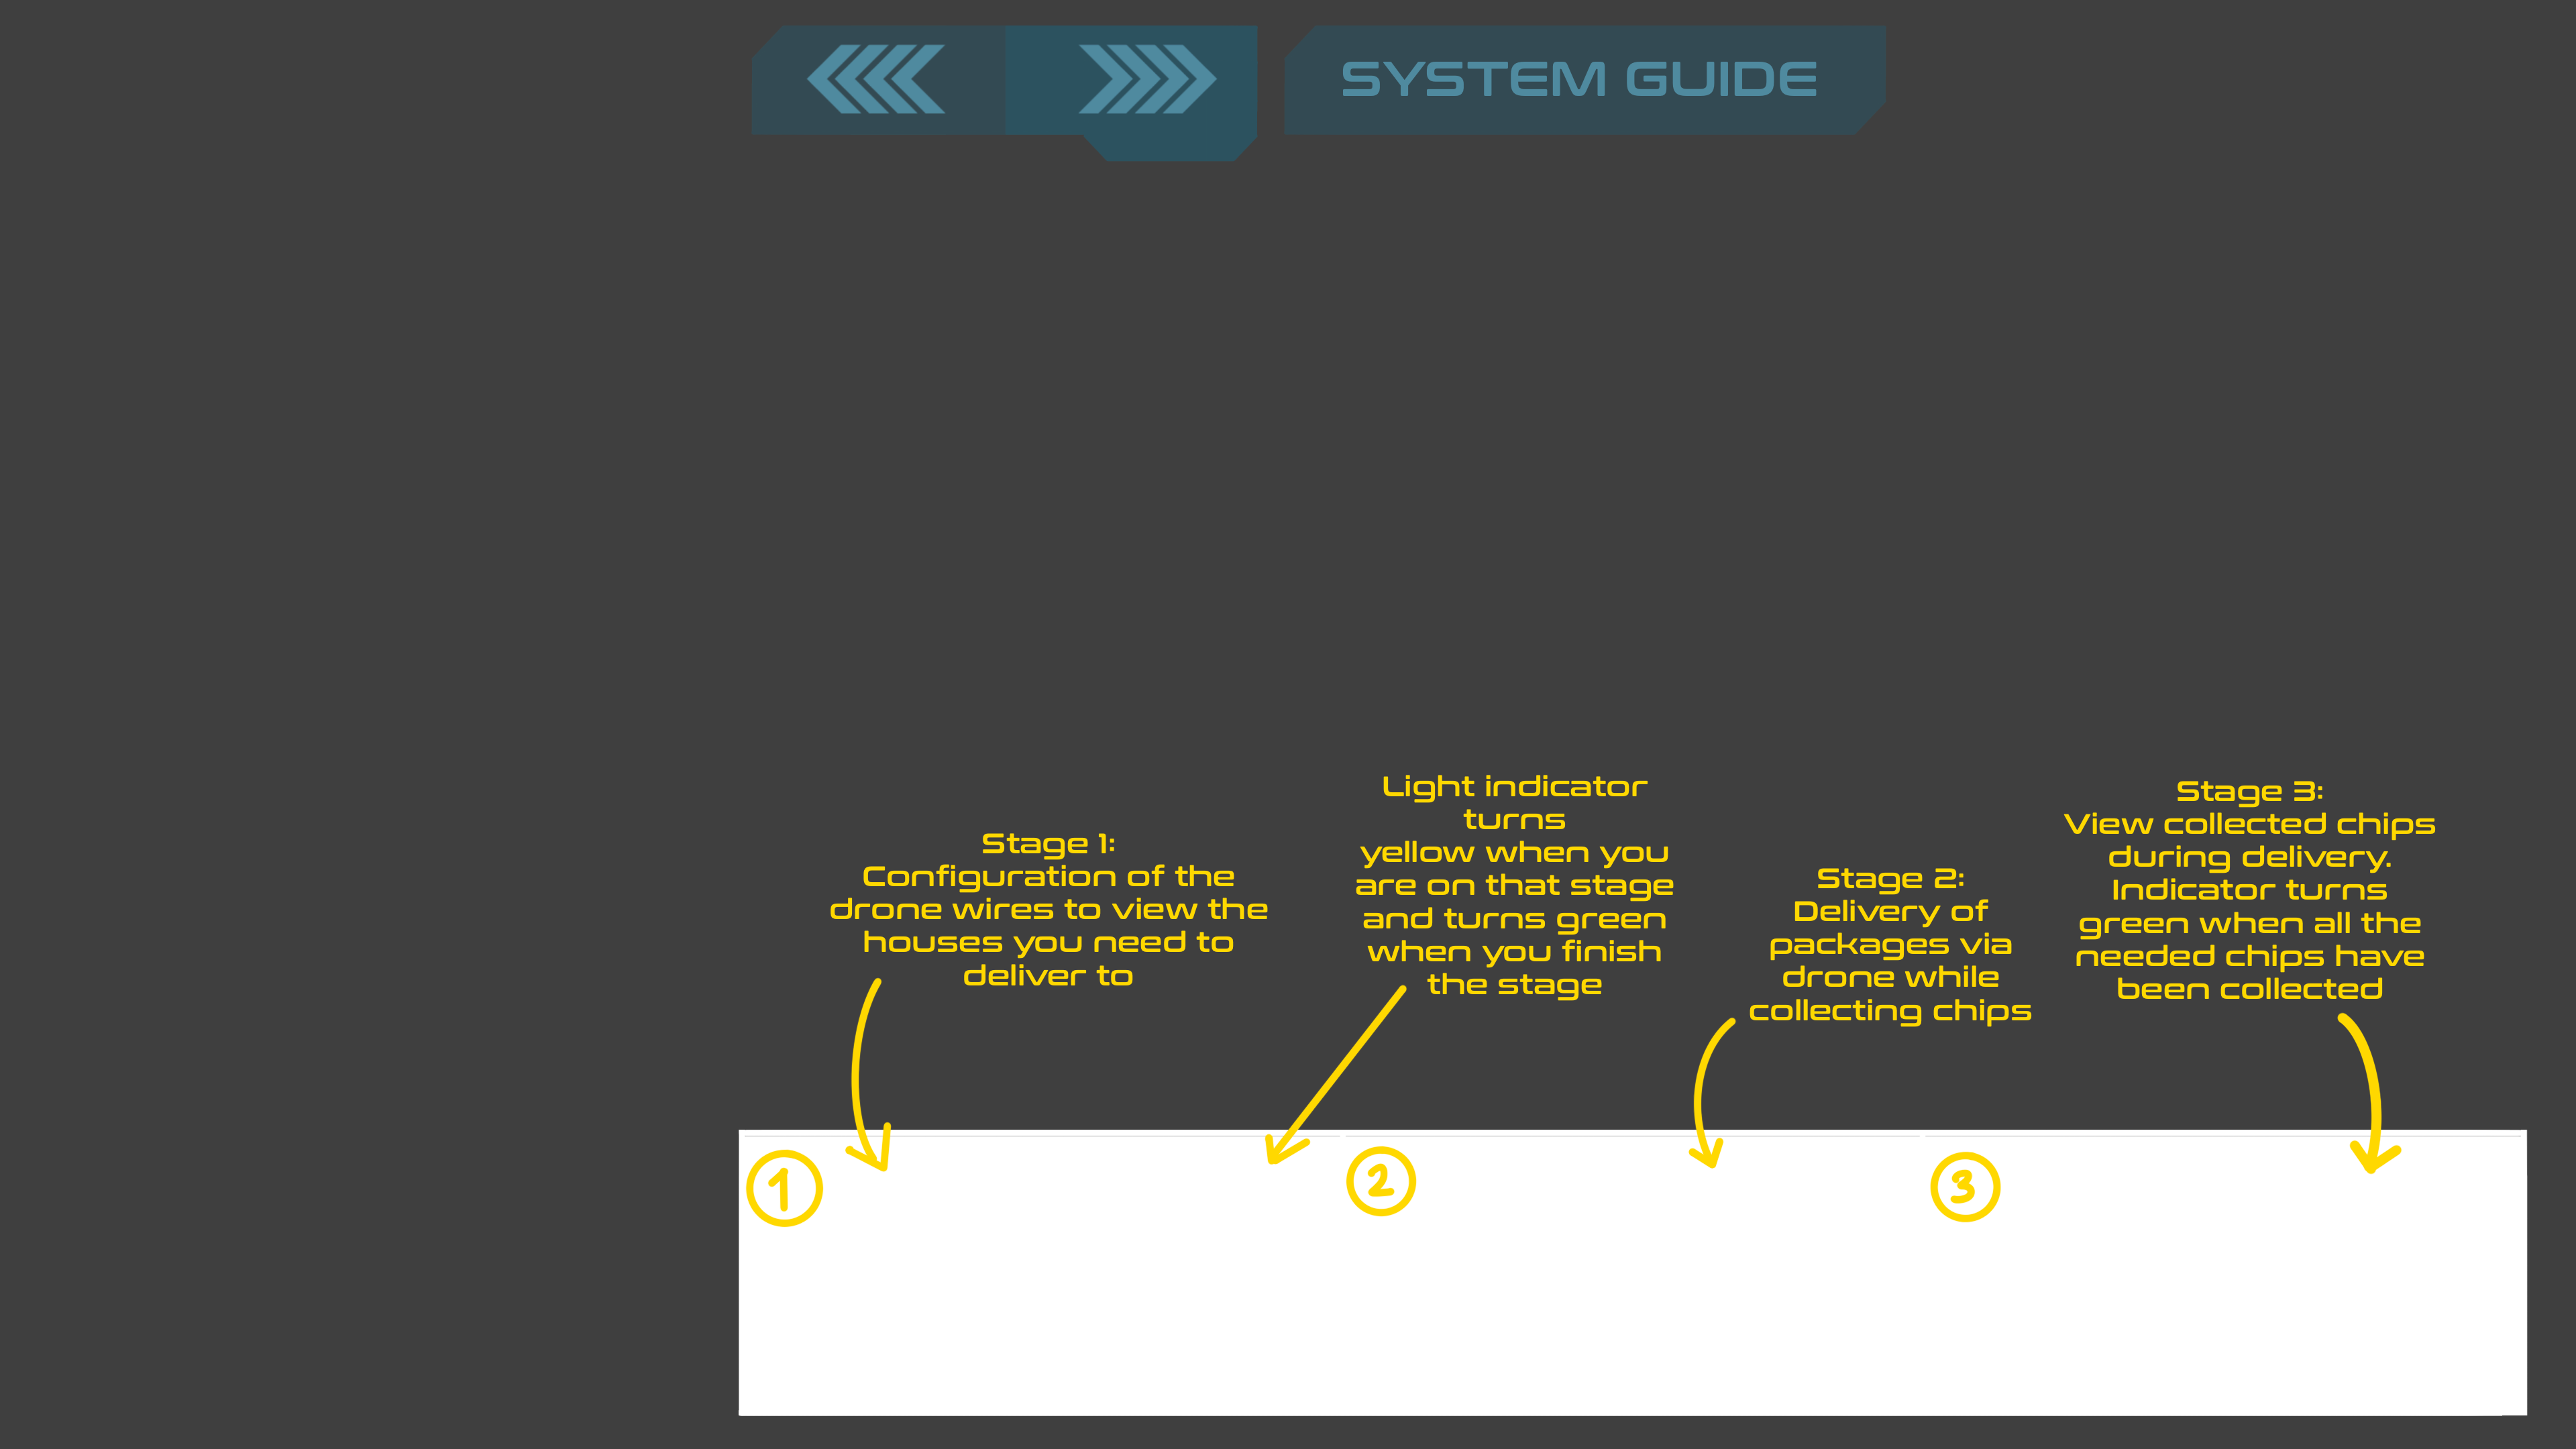 SYSTEM GUIDE
Stage 1:
Configuration of the
drone wires to view the
houses you need to
deliver to
Light indicator
turns
yellow when you
are on that stage
and turns green
when you finish
the stage
Stage 2:
Delivery of
packages via
drone while
collecting chips
Stage 3:
View collected chips
during delivery.
Indicator turns
green when all the
needed chips have
been collected
1
2
3